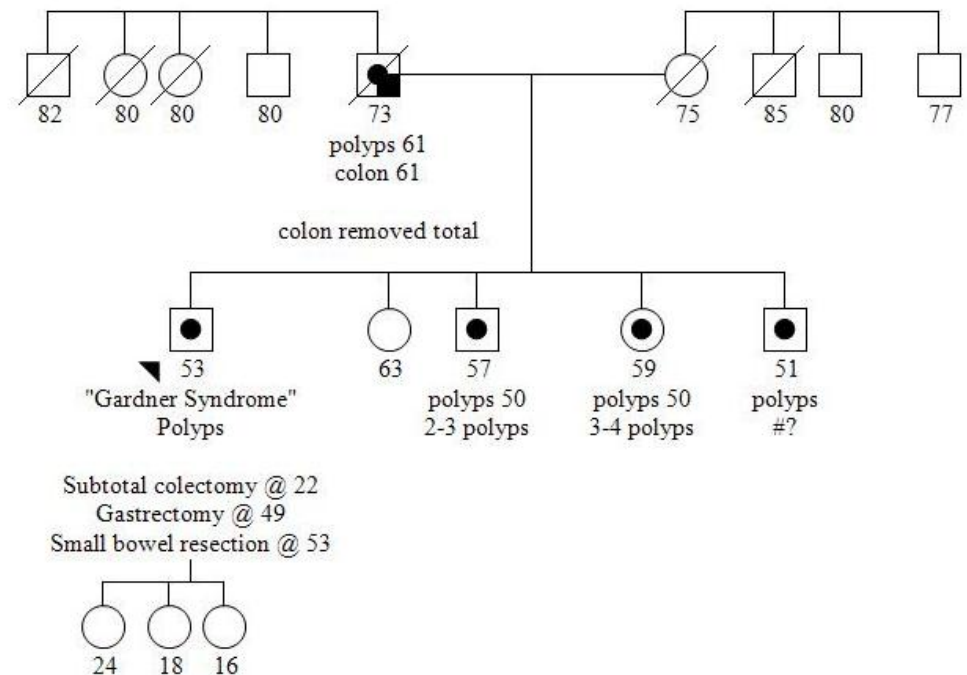 82 80 80 80 73 75 85 80 77
polyps 61
colon 61
colon removed total
53 63 57 59 51
"Gardner Syndrome" polyps 50 polyps 50 polyps
Polyps 2-3 polyps 3-4 polyps #?
Subtotal colectomy @ 22
Gastrectomy @ 49
Small bowel resection @ 53
24 18 16